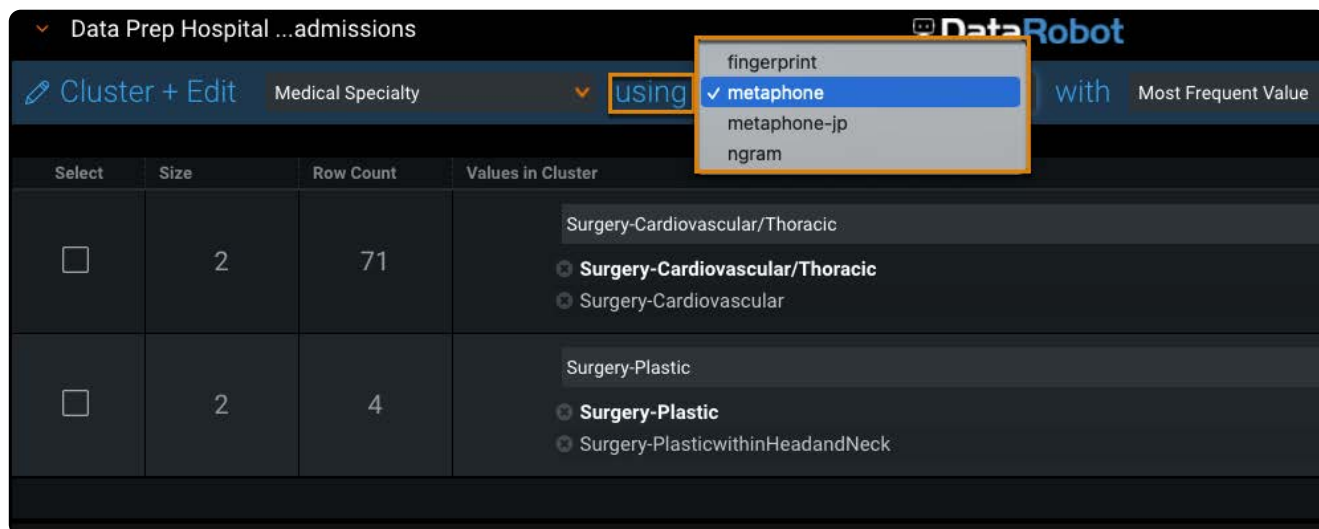 Data Prep Hospital ...admissions
DataRobot
Cluster + Edit Medical Specialty using with Most Frequent Value
fingerprint
✓ metaphone
metaphone-jp
ngram
Select Size Row Count Values in Cluster
Surgery-Cardiovascular/Thoracic
2 71
Surgery-Cardiovascular/Thoracic
Surgery-Cardiovascular
Surgery-Plastic
2 4
Surgery-Plastic
Surgery-PlasticwithinHeadandNeck